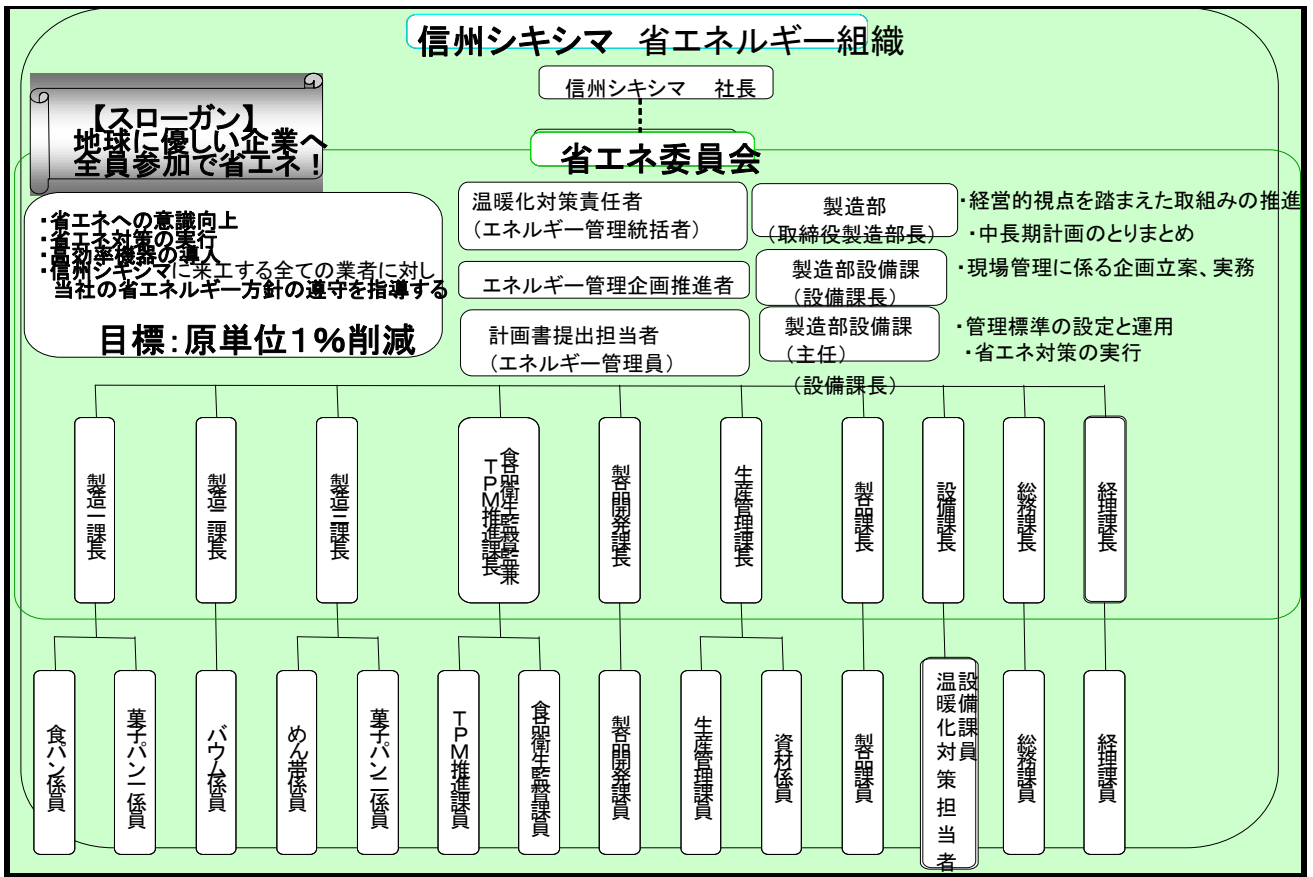 信州シキシマ 省エネルギー組織
信州シキシマ 社長
【スローガン】
地球に優しい企業へ
全員参加で省エネ！
省エネ委員会
・省エネへの意識向上
・省エネ対策の実行
・高効率機器の導入
・信州シキシマに来工する全ての業者に対し
当社の省エネルギー方針の遵守を指導する
目標：原単位１％削減
温暖化対策責任者
（エネルギー管理統括者）
製造部
（取締役製造部長）
・経営的視点を踏まえた取組みの推進
・中長期計画のとりまとめ
エネルギー管理企画推進者
製造部設備課
（設備課長）
・現場管理に係る企画立案、実務
計画書提出担当者
（エネルギー管理員）
製造部設備課
（主任）
（設備課長）
・管理標準の設定と運用
・省エネ対策の実行
製造一課長
製造二課長
製造三課長
食品衛生監督監兼
ＴＰＭ推進課長
製品開発課長
生産管理課長
製品課長
設備課長
総務課長
経理課長
食パン係員
菓子パン一係員
バウム係員
めん帯係員
菓子パン二係員
ＴＰＭ推進課員
食品衛生監督課員
製品開発課員
生産管理課員
資材係員
製品課員
設備課員
温暖化対策担当者
総務課員
経理課員